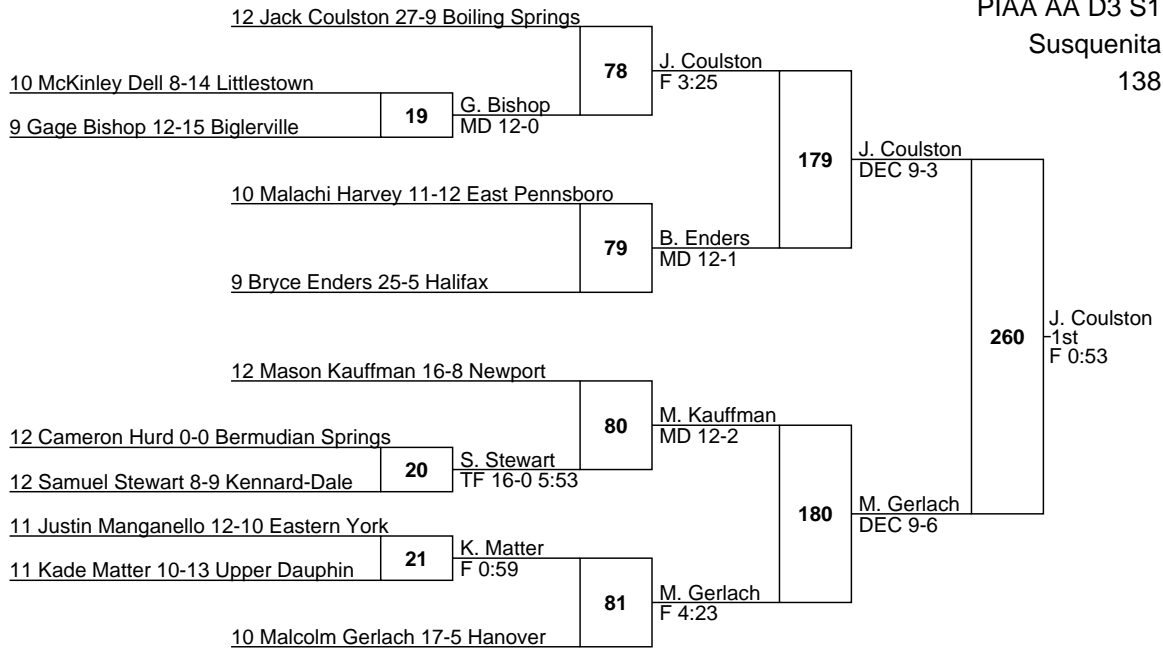 PIAA AA D3 S1
Susquenita
138
12 Jack Coulston 27-9 Boiling Springs
78
J. Coulston
F 3:25
10 McKinley Dell 8-14 Littlestown
19
G. Bishop
MD 12-0
9 Gage Bishop 12-15 Biglerville
179
J. Coulston
DEC 9-3
10 Malachi Harvey 11-12 East Pennsboro
79
B. Enders
MD 12-1
9 Bryce Enders 25-5 Halifax
260
J. Coulston
1st
F 0:53
12 Mason Kauffman 16-8 Newport
80
M. Kauffman
MD 12-2
12 Cameron Hurd 0-0 Bermudian Springs
20
S. Stewart
TF 16-0 5:53
12 Samuel Stewart 8-9 Kennard-Dale
180
M. Gerlach
DEC 9-6
11 Justin Manganello 12-10 Eastern York
21
K. Matter
F 0:59
11 Kade Matter 10-13 Upper Dauphin
81
M. Gerlach
F 4:23
10 Malcolm Gerlach 17-5 Hanover